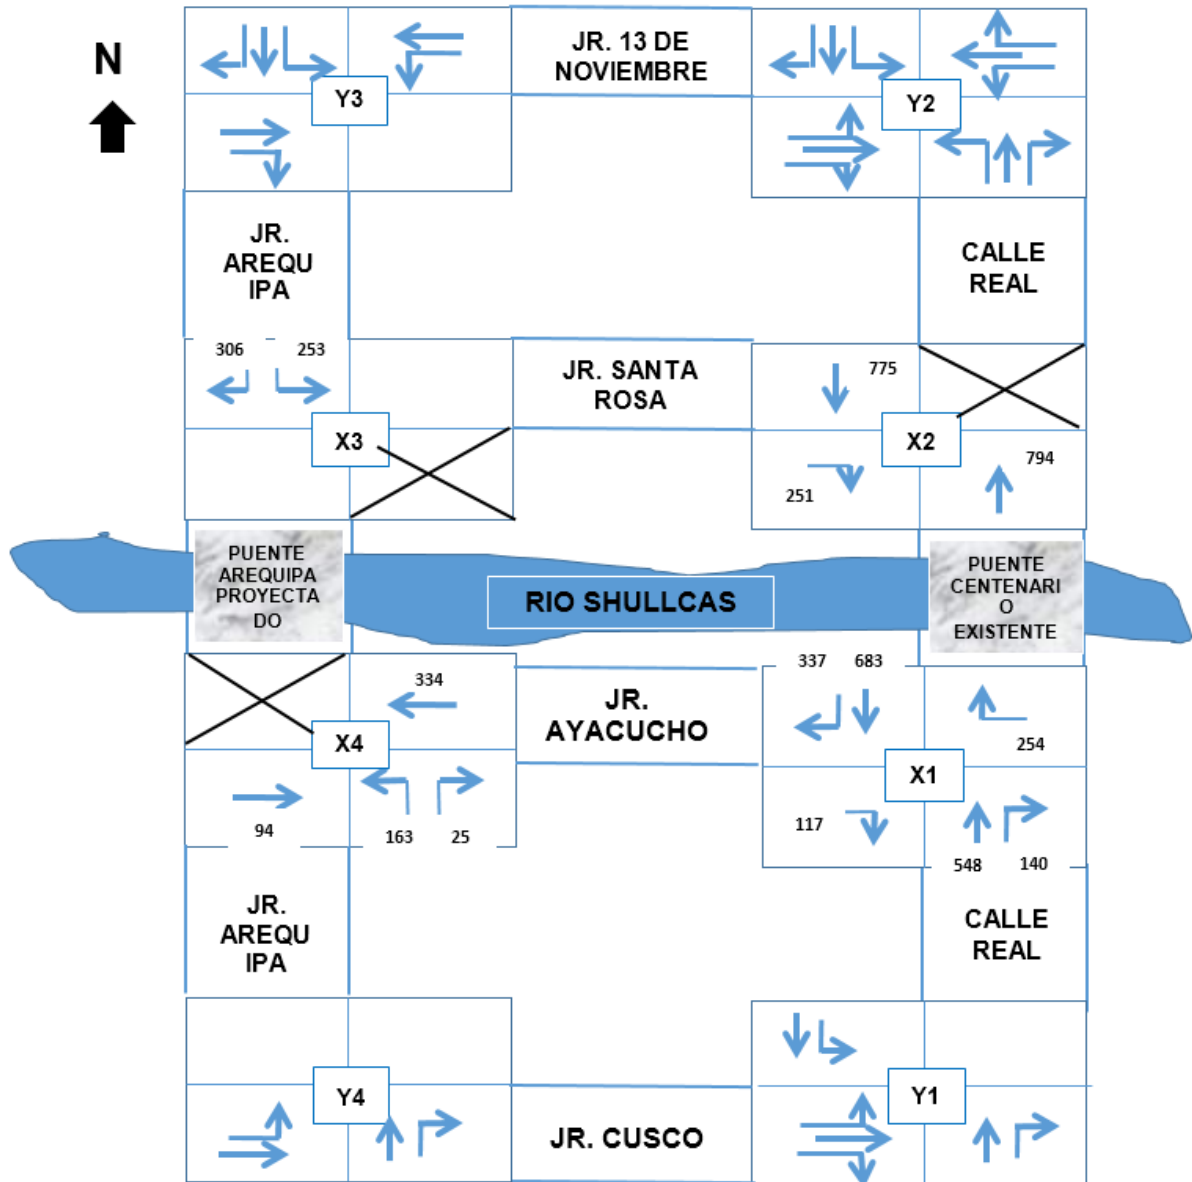 N
JR. 13 DE
NOVIEMBRE
Y3
Y2
JR.
AREQU
IPA
CALLE
REAL
306 253
JR. SANTA
ROSA
775
X3
X2
251
794
PUENTE
AREQUIPA
PROYECTA
DO
RIO SHULLCAS
PUENTE
CENTENARI
O
EXISTENTE
334
JR.
AYACUCHO
337 683
254
X4
X1
94
163 25
117
548 140
JR.
AREQU
IPA
CALLE
REAL
Y4
JR. CUSCO
Y1